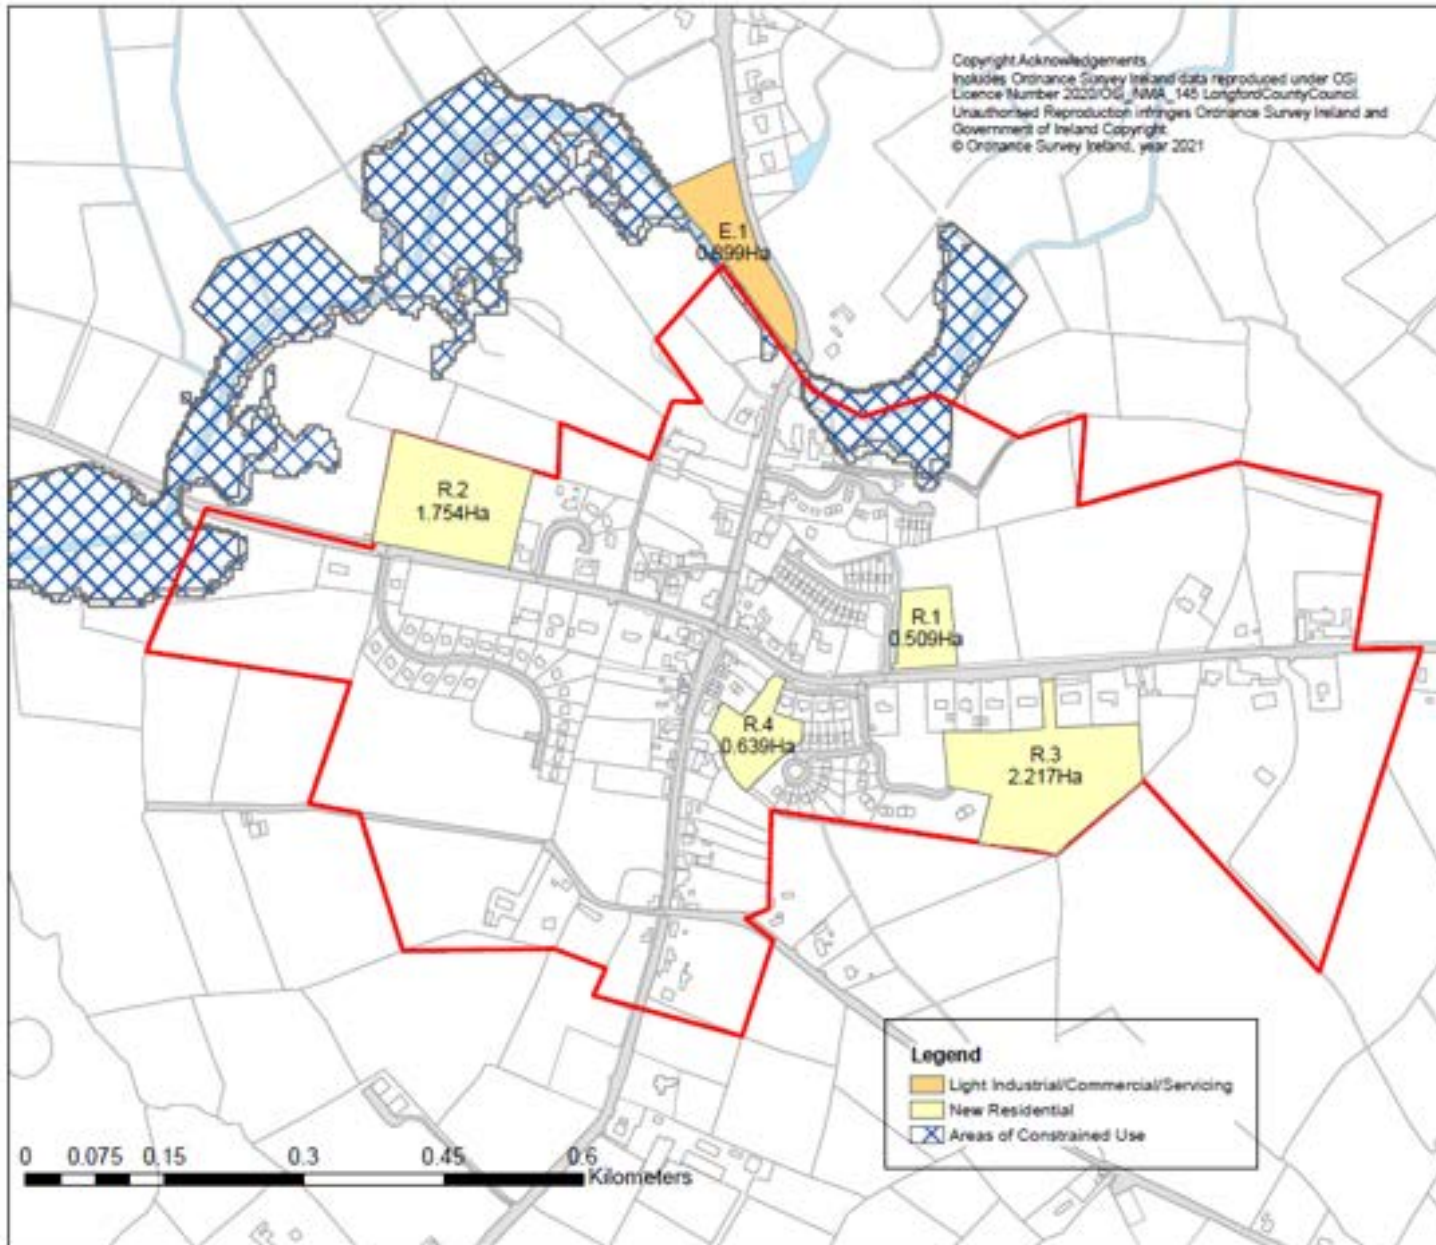 Copyright Acknowledgements
Includes Ordnance Survey Ireland data reproduced under OSi
Licence Number 2020/OSi_NMA_145 LongfordCountyCouncil.
Unauthorised Reproduction infringes Ordnance Survey Ireland and
Government of Ireland Copyright.
© Ordnance Survey Ireland, year 2021
E.1
0.899Ha
R.2
1.754Ha
R.1
0.509Ha
R.4
0.639Ha
R.3
2.217Ha
Legend
Light Industrial/Commercial/Servicing
New Residential
Areas of Constrained Use
0 0.075 0.15 0.3 0.45 0.6
Kilometers